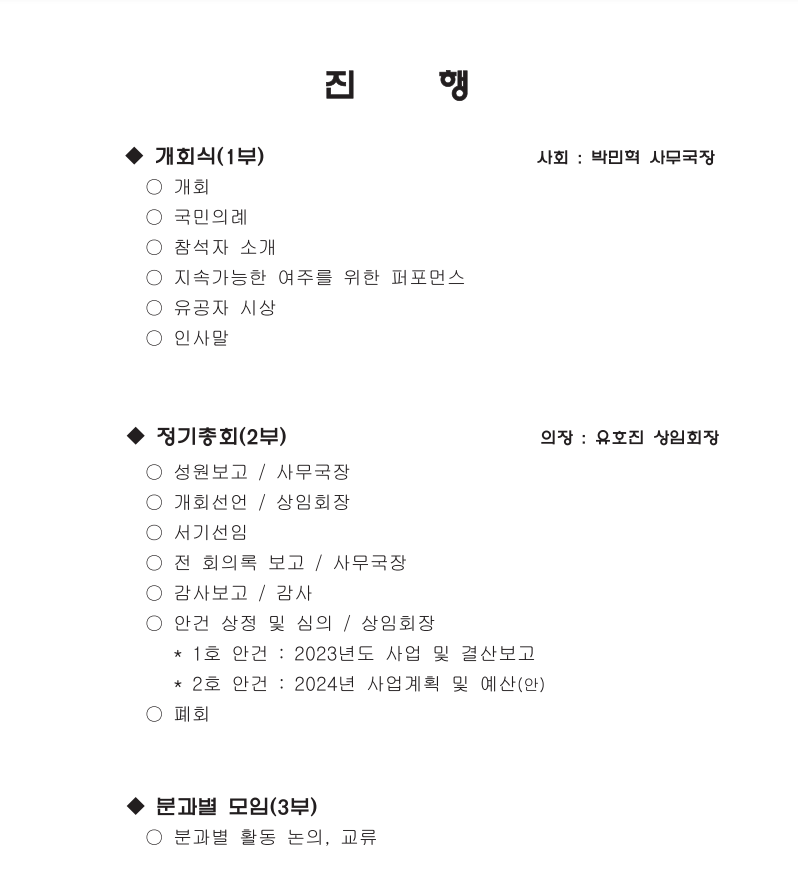 진 행
◆ 개회식(1부) 사회 : 박민혁 사무국장
○ 개회
○ 국민의례
○ 참석자 소개
○ 지속가능한 여주를 위한 퍼포먼스
○ 유공자 시상
○ 인사말
◆ 정기총회(2부) 의장 : 유호진 상임회장
○ 성원보고 / 사무국장
○ 개회선언 / 상임회장
○ 서기선임
○ 전 회의록 보고 / 사무국장
○ 감사보고 / 감사
○ 안건 상정 및 심의 / 상임회장
* 1호 안건 : 2023년도 사업 및 결산보고
* 2호 안건 : 2024년 사업계획 및 예산(안)
○ 폐회
◆ 분과별 모임(3부)
○ 분과별 활동 논의, 교류